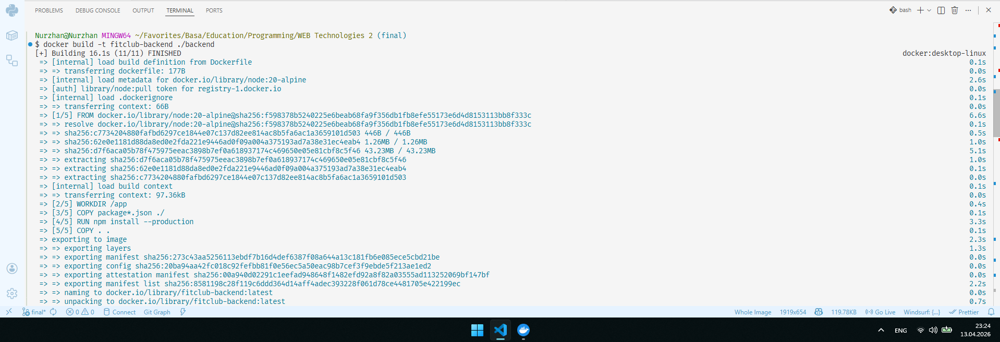 PROBLEMS DEBUG CONSOLE OUTPUT TERMINAL PORTS bash
Nurzhan@Nurzhan MINGW64 ~/Favorites/Basa/Education/Programming/WEB Technologies 2 (final)
$ docker build -t fitclub-backend ./backend
[+] Building 16.1s (11/11) FINISHED docker:desktop-linux
=> [internal] load build definition from Dockerfile 0.1s
=> => transferring dockerfile: 177B 0.0s
=> [internal] load metadata for docker.io/library/node:20-alpine 2.6s
=> [auth] library/node:pull token for registry-1.docker.io 0.0s
=> [internal] load .dockerignore 0.1s
=> => transferring context: 66B 0.0s
=> [1/5] FROM docker.io/library/node:20-alpine@sha256:f598378b5240225e6beab68fa9f356db1fb8efe55173e6d4d8153113bb8f333c 6.6s
=> => resolve docker.io/library/node:20-alpine@sha256:f598378b5240225e6beab68fa9f356db1fb8efe55173e6d4d8153113bb8f333c 0.1s
=> => sha256:c7734204880fafbd6297ce1844e07c137d82ee814ac8b5fa6ac1a3659101d503 446B / 446B 0.5s
=> => sha256:62e0e1181d88da8ed0e2fda221e9446ad0f09a004a375193ad7a38e31ec4eab4 1.26MB / 1.26MB 1.0s
=> => sha256:d7f6aca05b78f475975eeac3898b7ef0a618937174c469650e05e81cbf8c5f46 43.23MB / 43.23MB 5.1s
=> => extracting sha256:d7f6aca05b78f475975eeac3898b7ef0a618937174c469650e05e81cbf8c5f46 1.0s
=> => extracting sha256:62e0e1181d88da8ed0e2fda221e9446ad0f09a004a375193ad7a38e31ec4eab4 0.1s
=> => extracting sha256:c7734204880fafbd6297ce1844e07c137d82ee814ac8b5fa6ac1a3659101d503 0.0s
=> [internal] load build context 0.1s
=> => transferring context: 97.36kB 0.0s
=> [2/5] WORKDIR /app 0.4s
=> [3/5] COPY package*.json ./ 0.1s
=> [4/5] RUN npm install --production 3.3s
=> [5/5] COPY . . 0.1s
=> exporting to image 2.3s
=> => exporting layers 1.3s
=> => exporting manifest sha256:273c43aa5256113ebdf7b16d4def6387f08a644a13c181fb6e085ece5cbd21be 0.0s
=> => exporting config sha256:20ba94aa42fc018c92fefbb81f0e56ec5a50eac98b7cef3f9ebde5f213ae1ed2 0.0s
=> => exporting attestation manifest sha256:00a940d02291c1eefad948648f1482efd92a8f82a03555ad113252069bf147bf 0.0s
=> => exporting manifest list sha256:8581198c28f119c6ddd364d14aff4adec393228f061d78ce4481705e422199ec 2.2s
=> => naming to docker.io/library/fitclub-backend:latest 0.0s
=> => unpacking to docker.io/library/fitclub-backend:latest 0.7s
final* 0 0 Connect Git Graph Whole Image 1919x654 119.78KB Go Live Windsurf: {...} Prettier
ENG 23:24
13.04.2026